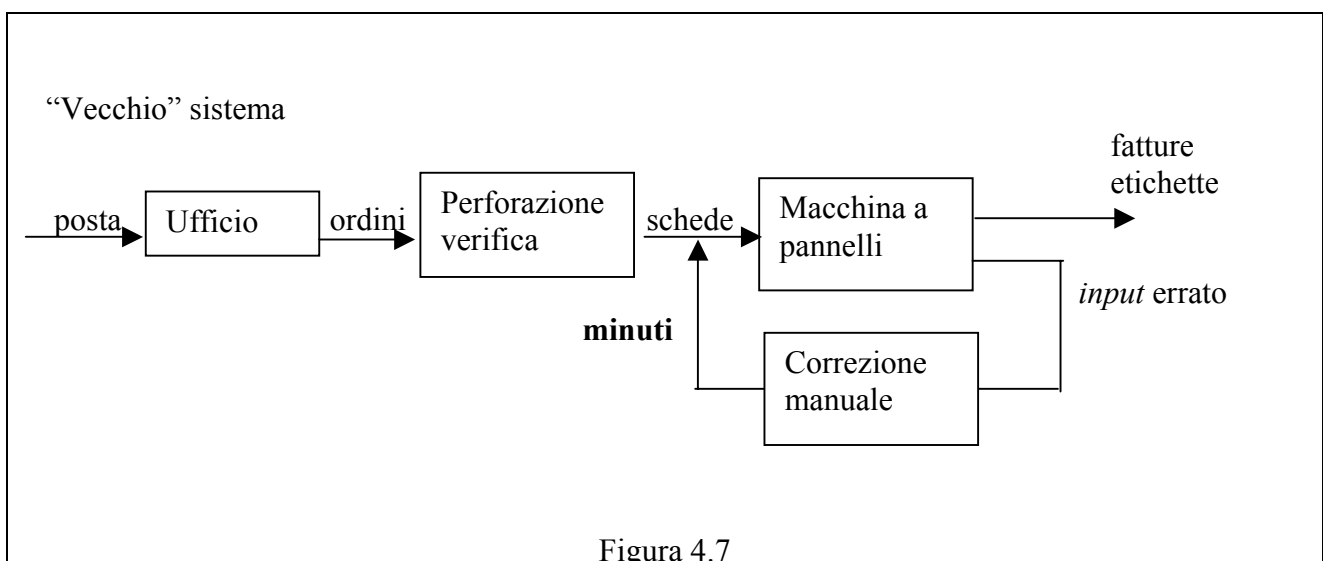 “Vecchio” sistema
fatture
etichette
posta
Ufficio
ordini
Perforazione
verifica
schede
Macchina a
pannelli
input errato
minuti
Correzione
manuale
Figura 4.7